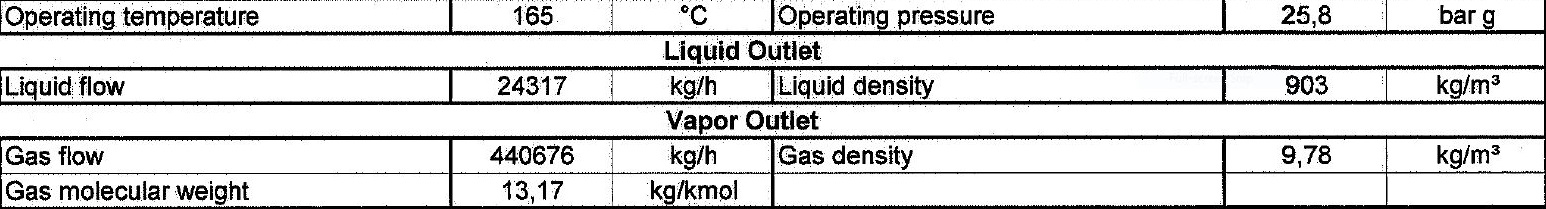 Operating temperature 165 °C Operating pressure 25,8 bar g
Liquid Outlet
Liquid flow 24317 kg/h Liquid density 903 kg/m³
Vapor Outlet
Gas flow 440676 kg/h Gas density 9,78 kg/m³
Gas molecular weight 13,17 kg/kmol